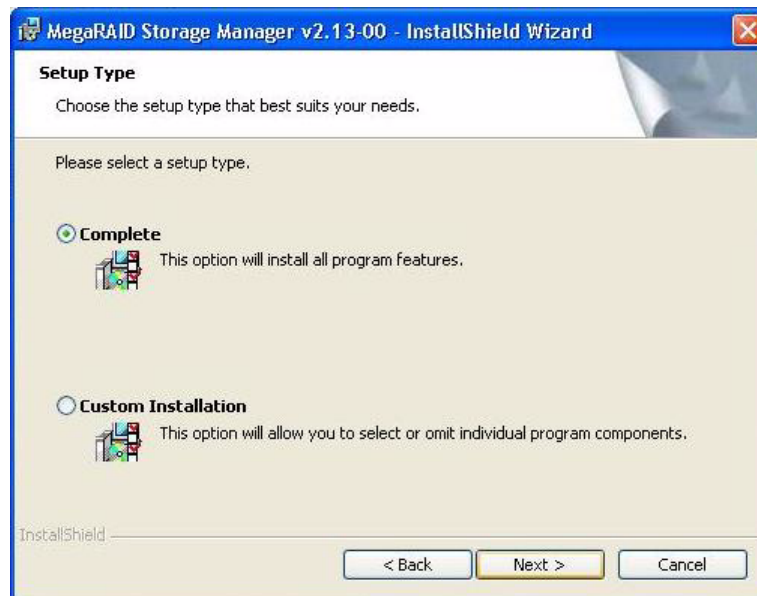 MegaRAID Storage Manager v2.13-00 - InstallShield Wizard
Setup Type
Choose the setup type that best suits your needs.
Please select a setup type.
Complete
This option will install all program features.
Custom Installation
This option will allow you to select or omit individual program components.
InstallShield
< Back Next > Cancel